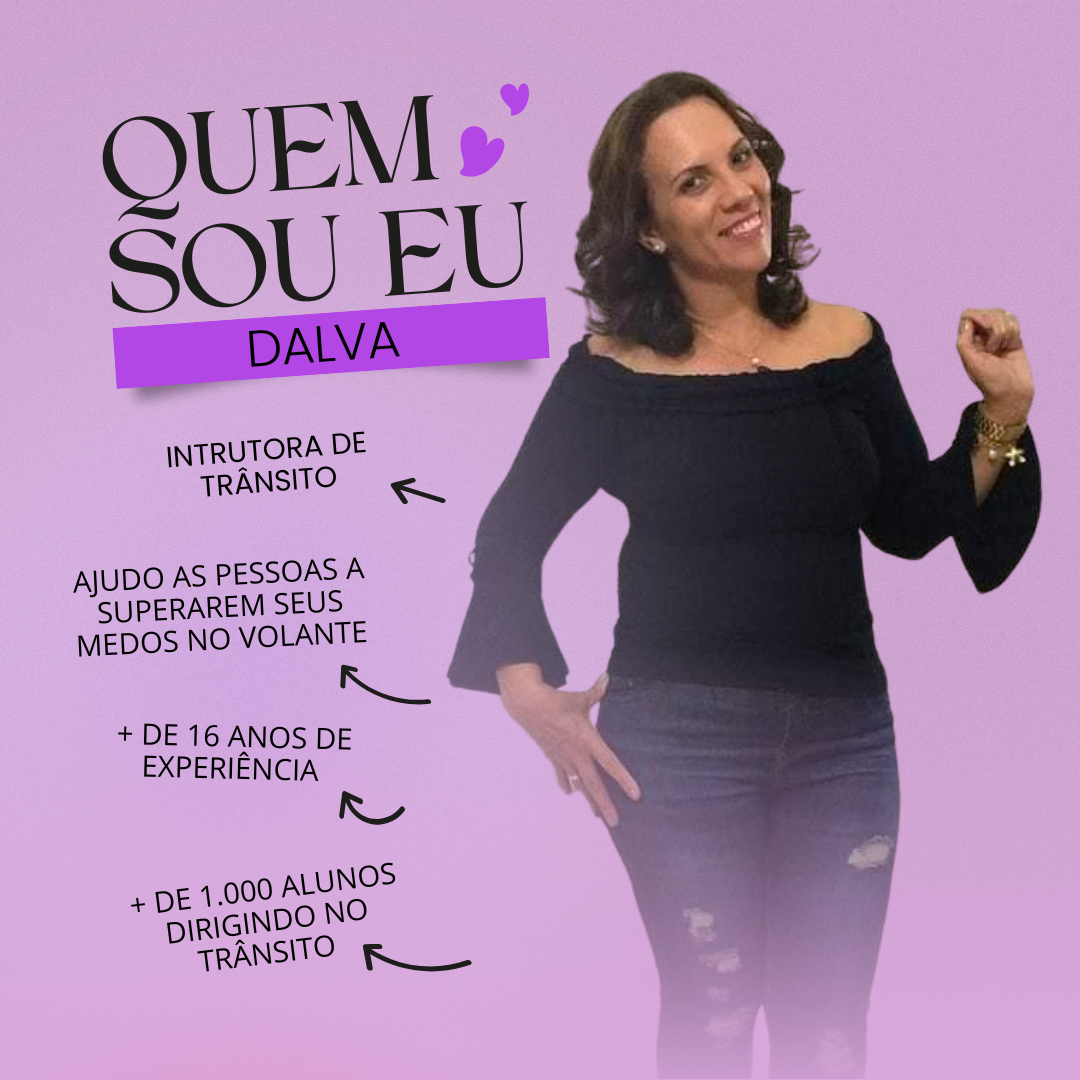 QUEM
SOU EU
DALVA
INTRUTORA DE
TRÂNSITO
AJUDO AS PESSOAS A
SUPERAREM SEUS
MEDOS NO VOLANTE
+ DE 16 ANOS DE
EXPERIÊNCIA
+ DE 1.000 ALUNOS
DIRIGINDO NO
TRÂNSITO